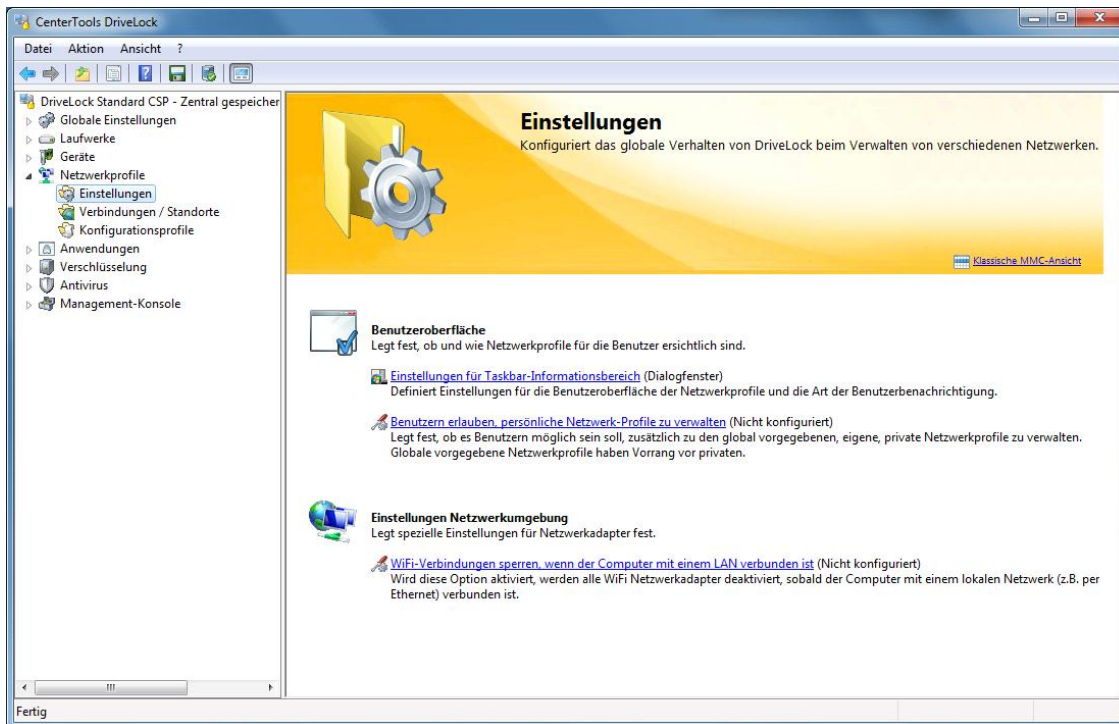 CenterTools DriveLock
Datei Aktion Ansicht ?
DriveLock Standard CSP - Zentral gespeicher
Globale Einstellungen
Laufwerke
Geräte
Netzwerkprofile
Einstellungen
Verbindungen / Standorte
Konfigurationsprofile
Anwendungen
Verschlüsselung
Antivirus
Management-Konsole
Einstellungen
Konfiguriert das globale Verhalten von DriveLock beim Verwalten von verschiedenen Netzwerken.
Klassische MMC-Ansicht
Benutzeroberfläche
Legt fest, ob und wie Netzwerkprofile für die Benutzer ersichtlich sind.
Einstellungen für Taskbar-Informationsbereich (Dialogfenster)
Definiert Einstellungen für die Benutzeroberfläche der Netzwerkprofile und die Art der Benutzerbenachrichtigung.
Benutzern erlauben, persönliche Netzwerk-Profile zu verwalten (Nicht konfiguriert)
Legt fest, ob es Benutzern möglich sein soll, zusätzlich zu den global vorgegebenen, eigene, private Netzwerkprofile zu verwalten.
Globale vorgegebene Netzwerkprofile haben Vorrang vor privaten.
Einstellungen Netzwerkumgebung
Legt spezielle Einstellungen für Netzwerkadapter fest.
WiFi-Verbindungen sperren, wenn der Computer mit einem LAN verbunden ist (Nicht konfiguriert)
Wird diese Option aktiviert, werden alle WiFi Netzwerkadapter deaktiviert, sobald der Computer mit einem lokalen Netzwerk (z.B. per
Ethernet) verbunden ist.
Fertig